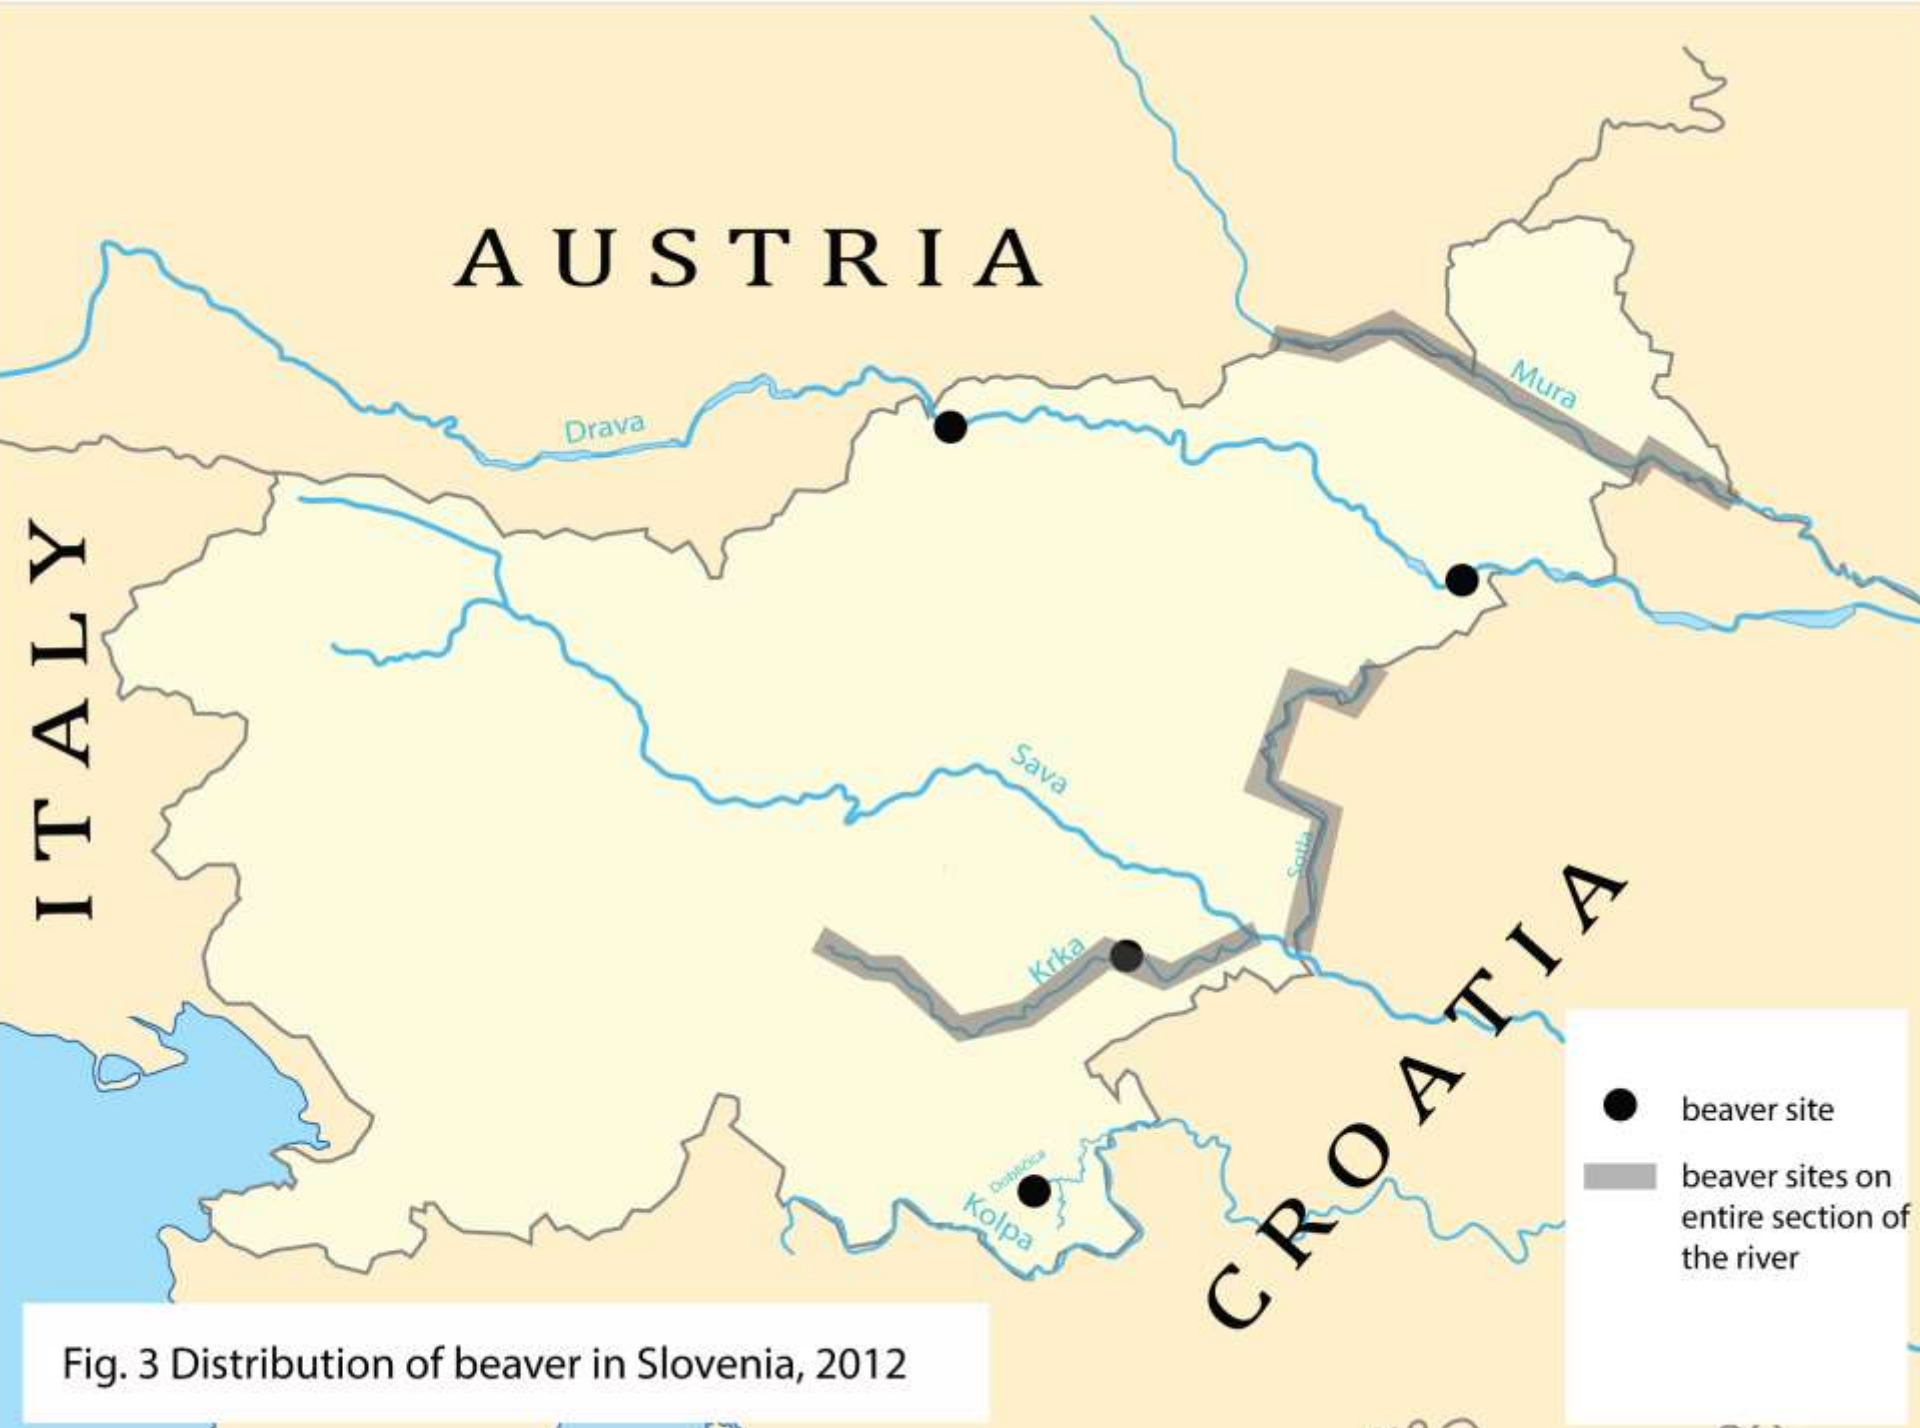 AUSTRIA
Mura
Drava
ITALY
Sava
Sotla
Krka
CROATIA
Dobličica
Kolpa
beaver site
beaver sites on
entire section of
the river
Fig. 3 Distribution of beaver in Slovenia, 2012